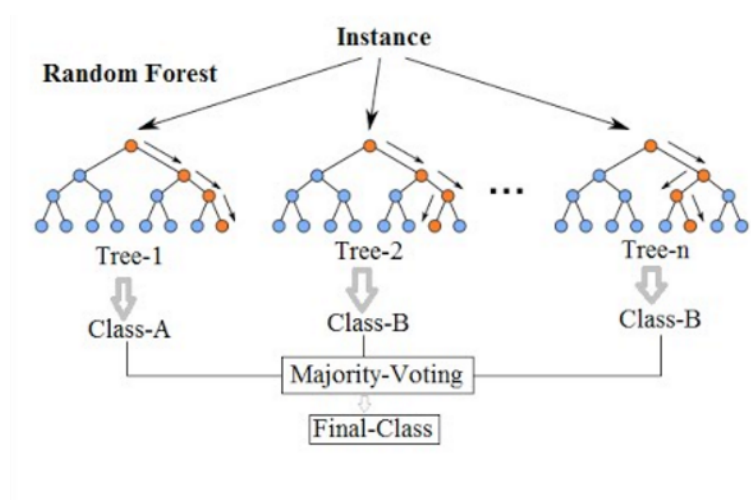 Instance
Random Forest
...
Tree-1
Tree-2
Tree-n
Class-A
Class-B
Class-B
Majority-Voting
Final-Class